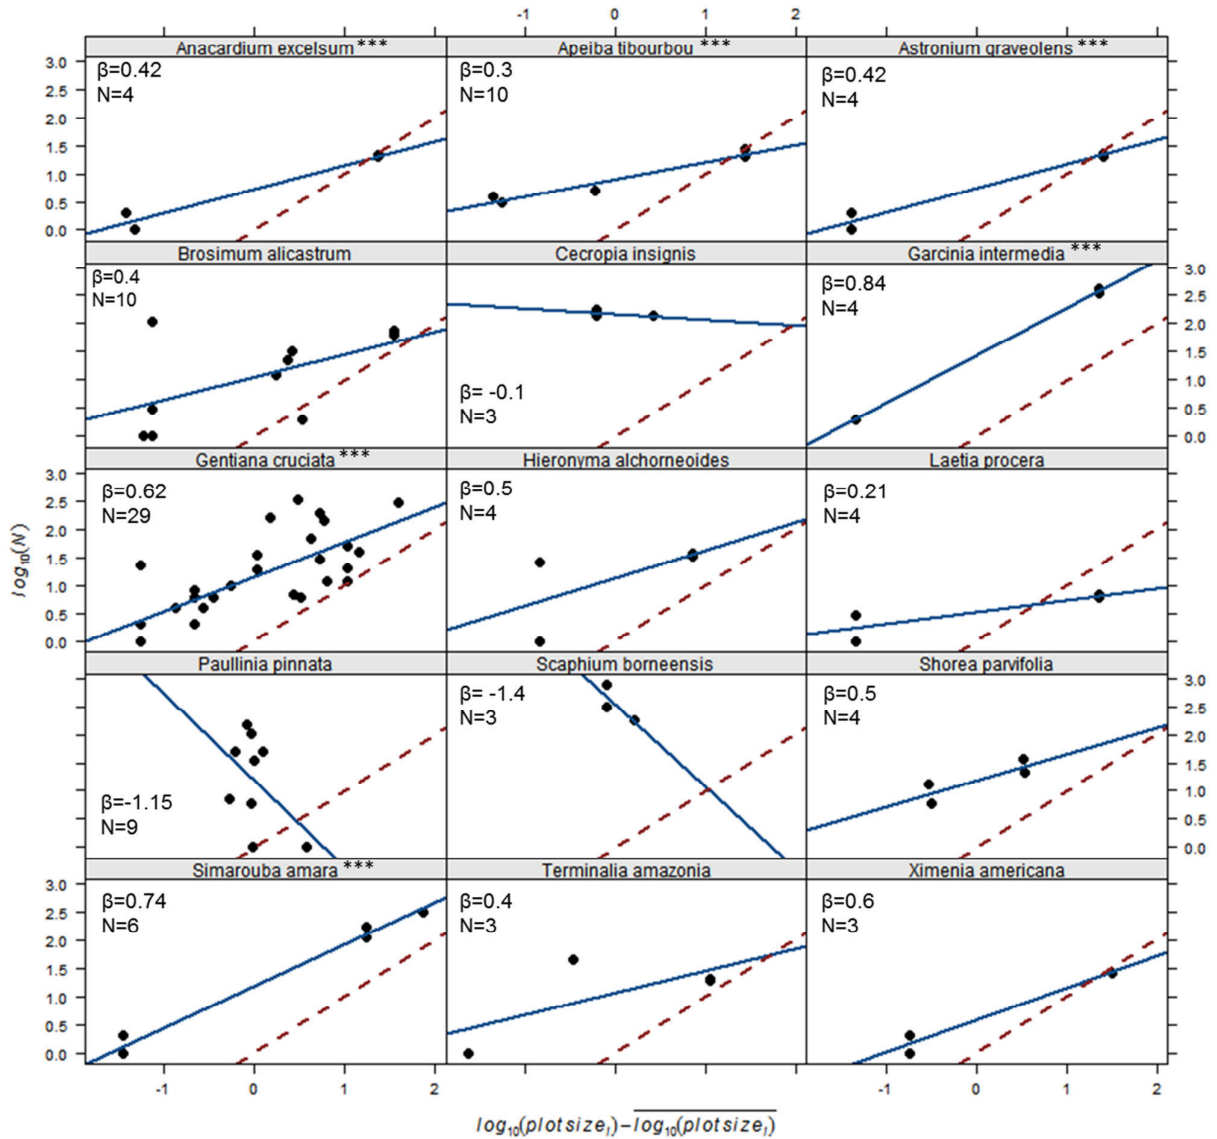 -1 0 1 2
Anacardium excelsum ***
Apeiba tibourbou ***
Astronium graveolens ***
3.0
2.5
2.0
1.5
1.0
0.5
0.0
β=0.42
N=4
β=0.3
N=10
β=0.42
N=4
Brosimum alicastrum
Cecropia insignis
Garcinia intermedia ***
β=0.4
N=10
β= -0.1
N=3
β=0.84
N=4
3.0
2.5
2.0
1.5
1.0
0.5
0.0
Gentiana cruciata ***
Hieronyma alchorneoides
Laetia procera
log10(N)
3.0
2.5
2.0
1.5
1.0
0.5
0.0
β=0.62
N=29
β=0.5
N=4
β=0.21
N=4
Paullinia pinnata
Scaphium borneensis
Shorea parvifolia
β=-1.15
N=9
β= -1.4
N=3
β=0.5
N=4
3.0
2.5
2.0
1.5
1.0
0.5
0.0
Simarouba amara ***
Terminalia amazonia
Ximenia americana
3.0
2.5
2.0
1.5
1.0
0.5
0.0
β=0.74
N=6
β=0.4
N=3
β=0.6
N=3
-1 0 1 2
-1 0 1 2
log10(plotsizei)−log10(plotsizei)